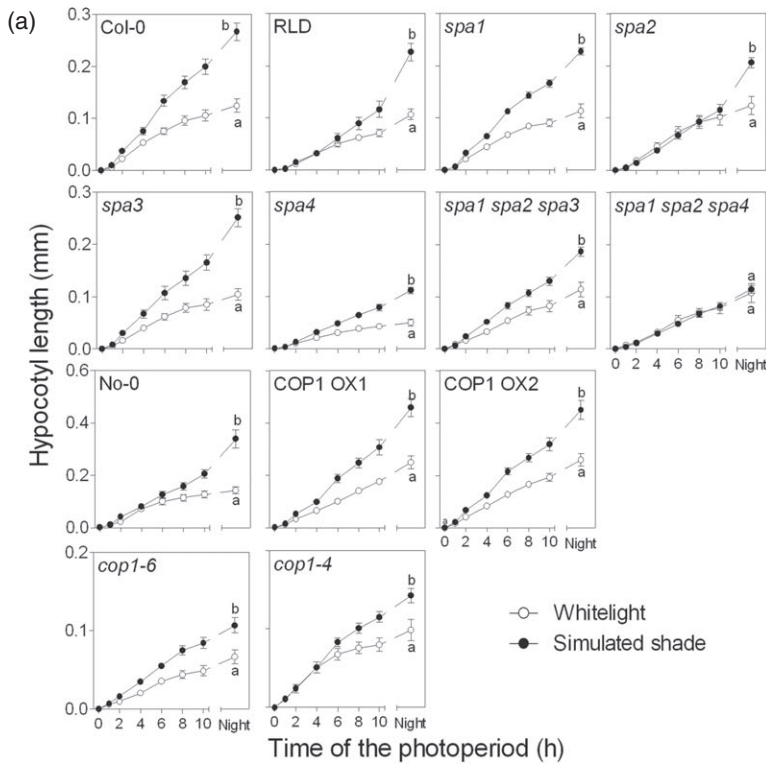 (a)
Col-0 RLD spa1 spa2
0.3 b b b b
0.2
0.1 a a a a
0.0
0.3 spa3 spa4 spa1 spa2 spa3 spa1 spa2 spa4
0.2 b b b a
0.1 a a a a
0.0
0 2 4 6 8 10 Night
0.6 No-0 COP1 OX1 COP1 OX2
0.4 b b b
0.2 a a a
0.0 a
0 2 4 6 8 10 Night
0.2 cop1-6 cop1-4
0.1 b b
0.0 a a
0 2 4 6 8 10 Night 0 2 4 6 8 10 Night
Hypocotyl length (mm)
Time of the photoperiod (h)
Whitelight
Simulated shade